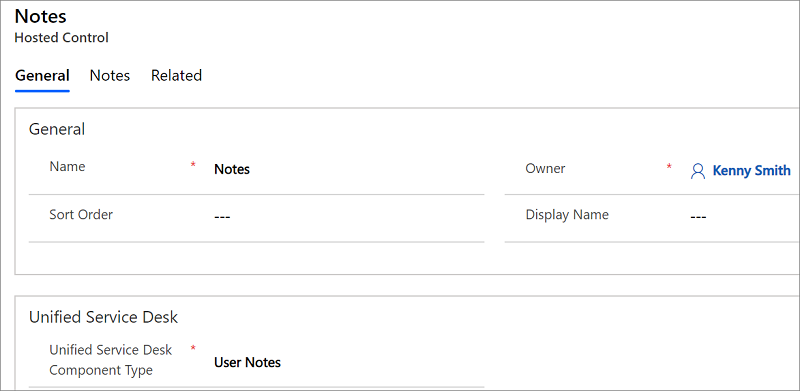 Notes
Hosted Control
General Notes Related
General
Name * Notes Owner * Kenny Smith
Sort Order --- Display Name ---
Unified Service Desk
Unified Service Desk * User Notes
Component Type